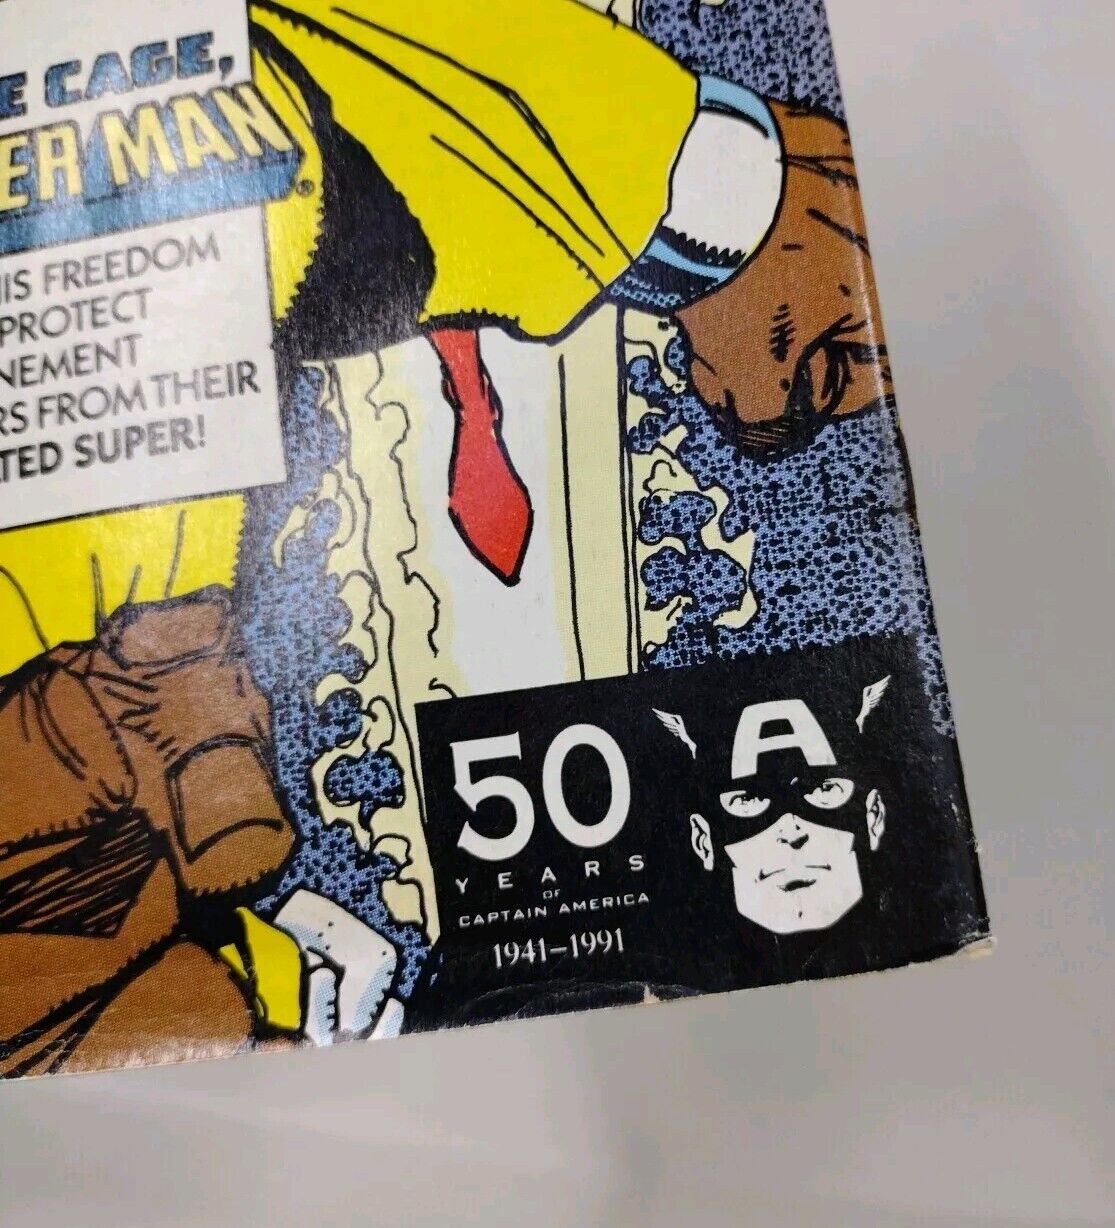 E CAGE,
ER MAN®
IS FREEDOM
PROTECT
NEMENT
RS FROM THEIR
TED SUPER!
A
50
YEARS
OF
CAPTAIN AMERICA
1941–1991